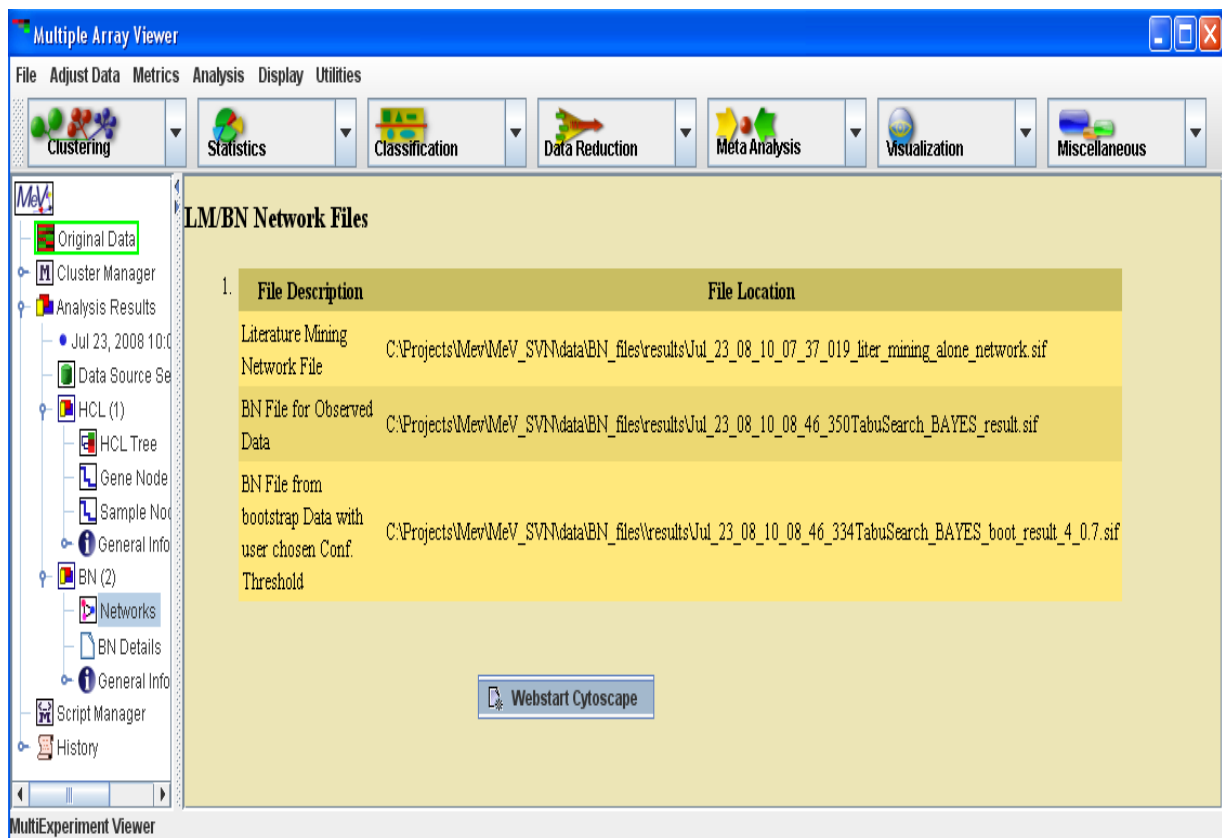 Multiple Array Viewer
File Adjust Data Metrics Analysis Display Utilities
Clustering Statistics Classification Data Reduction Meta Analysis Visualization Miscellaneous
MeV
Original Data
Cluster Manager
Analysis Results
Jul 23, 2008 10:0
Data Source Se
HCL (1)
HCL Tree
Gene Node
Sample Nod
General Info
BN (2)
Networks
BN Details
General Info
Script Manager
History
LM/BN Network Files
1. File Description File Location
Literature Mining
Network File
C:\Projects\Mev\MeV_SVN\data\BN_files\results\Jul_23_08_10_07_37_019_liter_mining_alone_network.sif
BN File for Observed
Data
C:\Projects\Mev\MeV_SVN\data\BN_files\results\Jul_23_08_10_08_46_350TabuSearch_BAYES_result.sif
BN File from
bootstrap Data with
user chosen Conf.
Threshold
C:\Projects\Mev\MeV_SVN\data\BN_files\\results\Jul_23_08_10_08_46_334TabuSearch_BAYES_boot_result_4_0.7.sif
Webstart Cytoscape
MultiExperiment Viewer